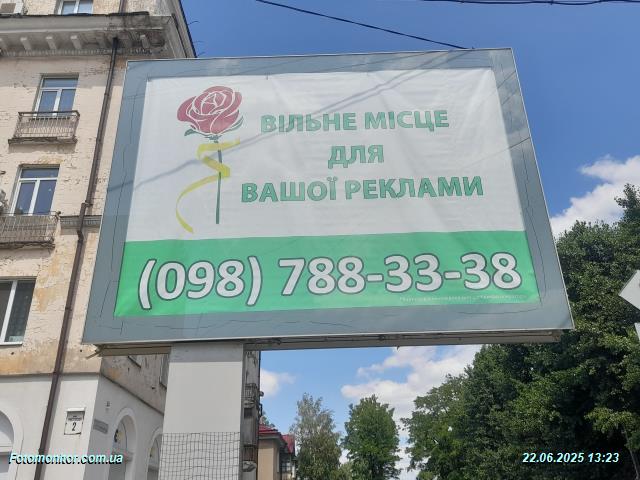 ВІЛЬНЕ МІСЦЕ
ДЛЯ
ВАШОЇ РЕКЛАМИ
(098) 788-33-38
2
Fotomonitor.com.ua
22.06.2025 13:23